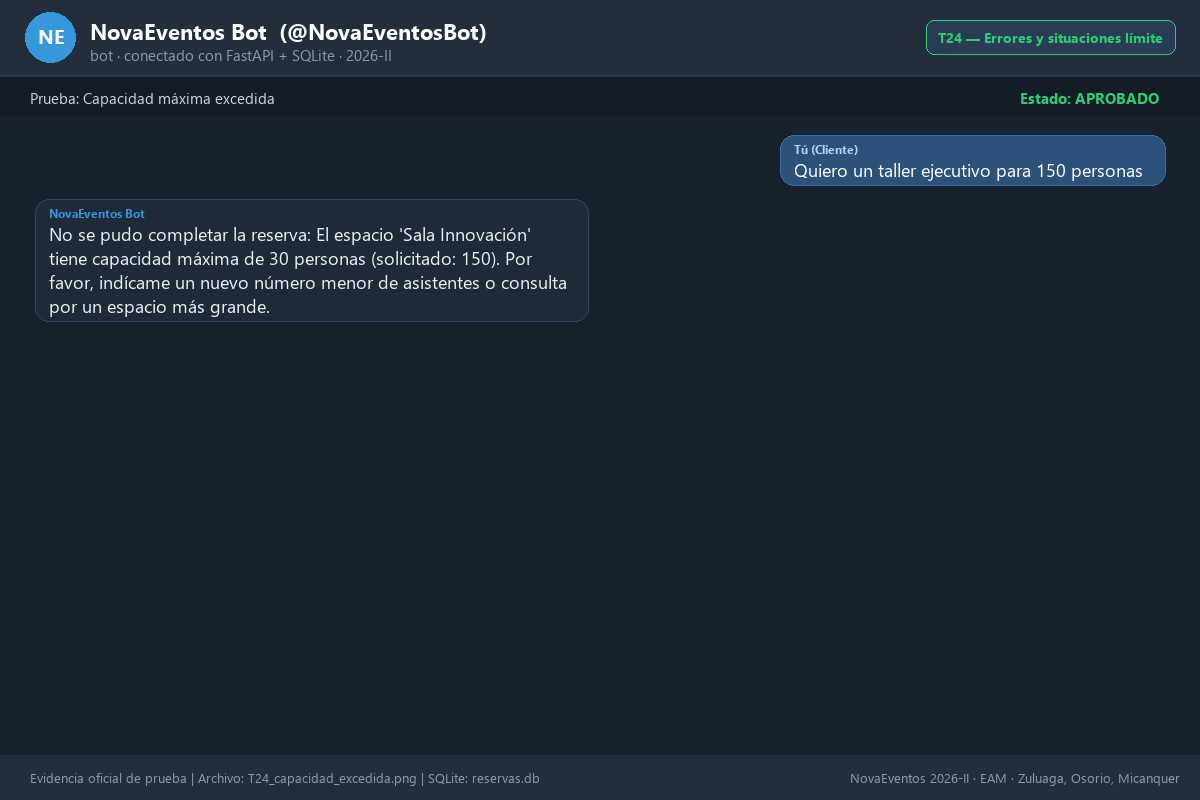 NE
NovaEventos Bot (@NovaEventosBot)
bot · conectado con FastAPI + SQLite · 2026-II
T24 — Errores y situaciones límite
Prueba: Capacidad máxima excedida
Estado: APROBADO
Tú (Cliente)
Quiero un taller ejecutivo para 150 personas
NovaEventos Bot
No se pudo completar la reserva: El espacio 'Sala Innovación'
tiene capacidad máxima de 30 personas (solicitado: 150). Por
favor, indícame un nuevo número menor de asistentes o consulta
por un espacio más grande.
Evidencia oficial de prueba | Archivo: T24_capacidad_excedida.png | SQLite: reservas.db
NovaEventos 2026-II · EAM · Zuluaga, Osorio, Micanquer